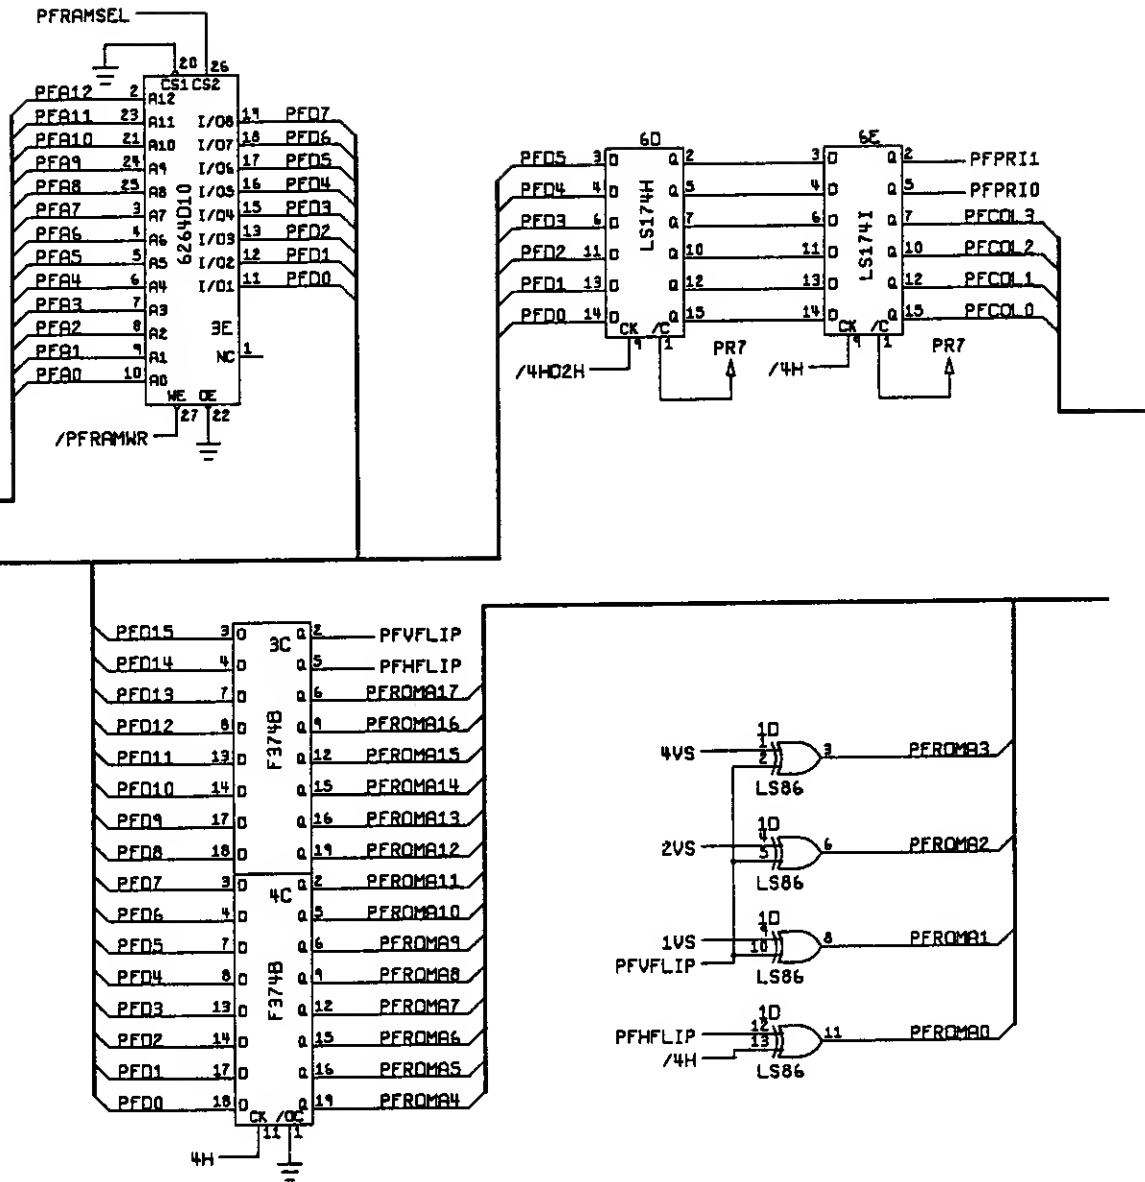 PFRAMSEL
20 26
CS1 CS2
PFA12 2 A12
PFA11 23 A11 I/O8 19 PFD7
PFA10 21 A10 I/O7 18 PFD6
PFA9 24 A9 I/O6 17 PFD5
PFA8 25 A8 I/O5 16 PFD4
PFA7 3 A7 I/O4 15 PFD3
PFA6 4 A6 I/O3 13 PFD2
PFA5 5 A5 I/O2 12 PFD1
PFA4 6 A4 I/O1 11 PFD0
PFA3 7 A3
PFA2 8 A2 3E
PFA1 9 A1 NC 1
PFA0 10 A0
6264D10
WE OE
27 22
/PFRAMWR
6D
PFD5 3 D Q 2
PFD4 4 D Q 5
PFD3 6 D Q 7
PFD2 11 D Q 10
PFD1 13 D Q 12
PFD0 14 D Q 15
LS174H
CK /C
9 1
/4HD2H
PR7
6E
3 D Q 2 PFPRI1
4 D Q 5 PFPRI0
6 D Q 7 PFCOL3
11 D Q 10 PFCOL2
13 D Q 12 PFCOL1
14 D Q 15 PFCOL0
LS174I
CK /C
9 1
/4H
PR7
PFD15 3 D 3C Q 2 PFVFLIP
PFD14 4 D Q 5 PFHFLIP
PFD13 7 D Q 6 PFROMA17
PFD12 8 D Q 9 PFROMA16
PFD11 13 D Q 12 PFROMA15
PFD10 14 D Q 15 PFROMA14
PFD9 17 D Q 16 PFROMA13
PFD8 18 D Q 19 PFROMA12
F374B
PFD7 3 D 4C Q 2 PFROMA11
PFD6 4 D Q 5 PFROMA10
PFD5 7 D Q 6 PFROMA9
PFD4 8 D Q 9 PFROMA8
PFD3 13 D Q 12 PFROMA7
PFD2 14 D Q 15 PFROMA6
PFD1 17 D Q 16 PFROMA5
PFD0 18 D Q 19 PFROMA4
F374B
CK /OC
11 1
4H
1D
4VS 1 2 3 PFROMA3
LS86
1D
2VS 4 5 6 PFROMA2
LS86
1D
1VS 9 10 8 PFROMA1
PFVFLIP
LS86
1D
PFHFLIP 12 11 PFROMA0
/4H 13
LS86